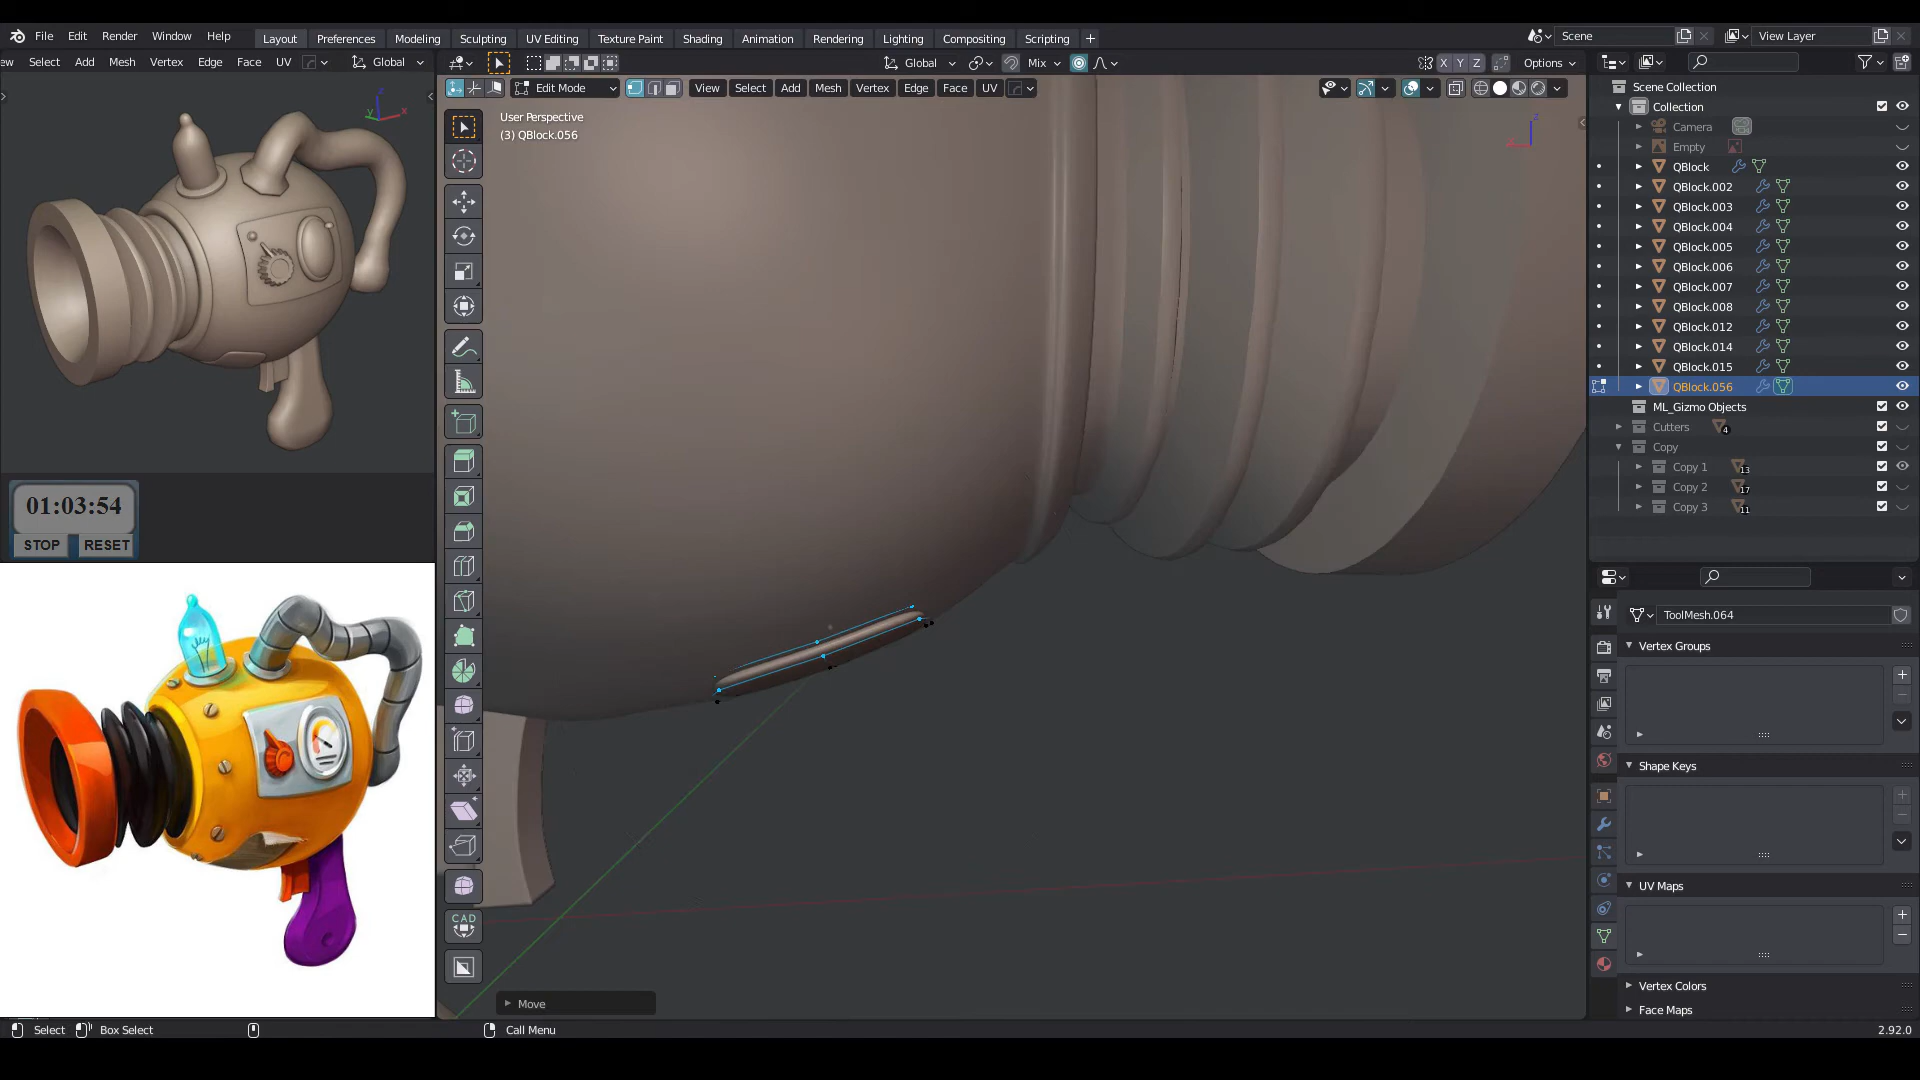 File Edit Render Window Help
Layout Preferences Modeling Sculpting UV Editing Texture Paint Shading Animation Rendering Lighting Compositing Scripting +
Scene
View Layer
ew Select Add Mesh Vertex Edge Face UV Global
Global Mix X Y Z Options
Edit Mode View Select Add Mesh Vertex Edge Face UV
User Perspective
(3) QBlock.056
Scene Collection
Collection
Camera
Empty
QBlock
QBlock.002
QBlock.003
QBlock.004
QBlock.005
QBlock.006
QBlock.007
QBlock.008
QBlock.012
QBlock.014
QBlock.015
QBlock.056
ML_Gizmo Objects
Cutters 4
Copy
Copy 1 13
Copy 2 17
Copy 3 11
01:03:54
STOP RESET
ToolMesh.064
Vertex Groups
Shape Keys
UV Maps
Vertex Colors
Face Maps
CAD
Move
Select Box Select Call Menu 2.92.0